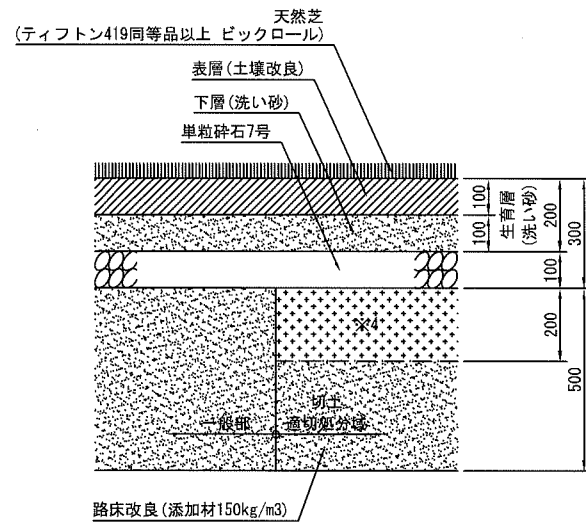 天然芝
(ティフトン419同等品以上 ビックロール)
表層(土壌改良)
下層(洗い砂)
単粒砕石7号
100
100
生育層
(洗い砂)
200
100
300
※4
200
500
切土
一般部
適切処分域
路床改良(添加材150kg/m3)